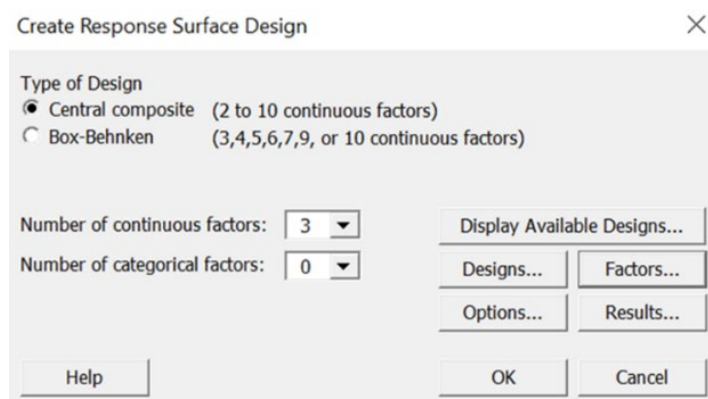 Create Response Surface Design
Type of Design
Central composite (2 to 10 continuous factors)
Box-Behnken (3,4,5,6,7,9, or 10 continuous factors)
Number of continuous factors: 3
Display Available Designs...
Number of categorical factors: 0
Designs... Factors...
Options... Results...
Help OK Cancel